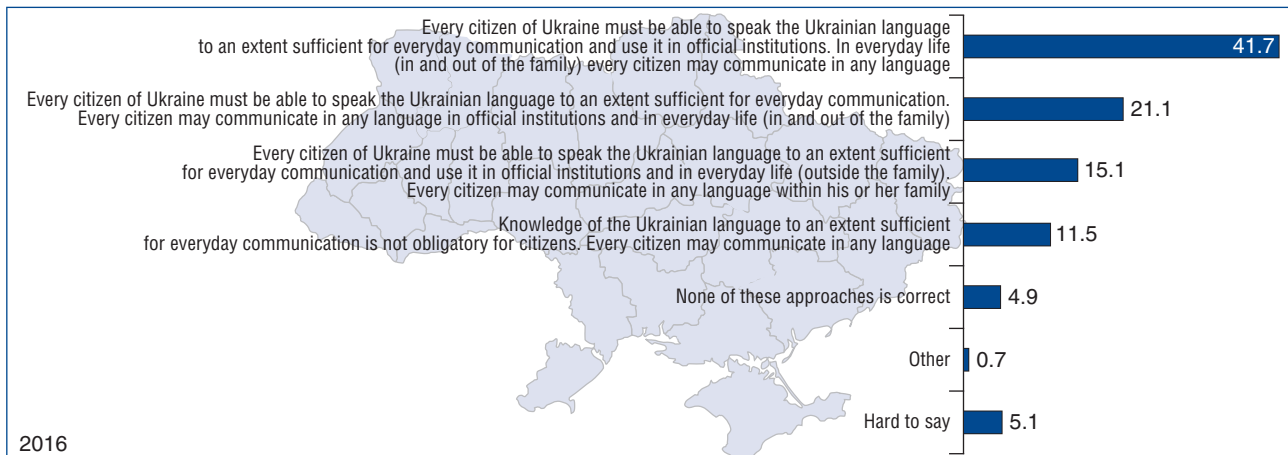 Every citizen of Ukraine must be able to speak the Ukrainian language
to an extent sufficient for everyday communication and use it in official institutions. In everyday life
(in and out of the family) every citizen may communicate in any language
41.7
Every citizen of Ukraine must be able to speak the Ukrainian language to an extent sufficient for everyday communication.
Every citizen may communicate in any language in official institutions and in everyday life (in and out of the family)
21.1
Every citizen of Ukraine must be able to speak the Ukrainian language to an extent sufficient
for everyday communication and use it in official institutions and in everyday life (outside the family).
Every citizen may communicate in any language within his or her family
15.1
Knowledge of the Ukrainian language to an extent sufficient
for everyday communication is not obligatory for citizens. Every citizen may communicate in any language
11.5
None of these approaches is correct
4.9
Other
0.7
Hard to say
5.1
2016